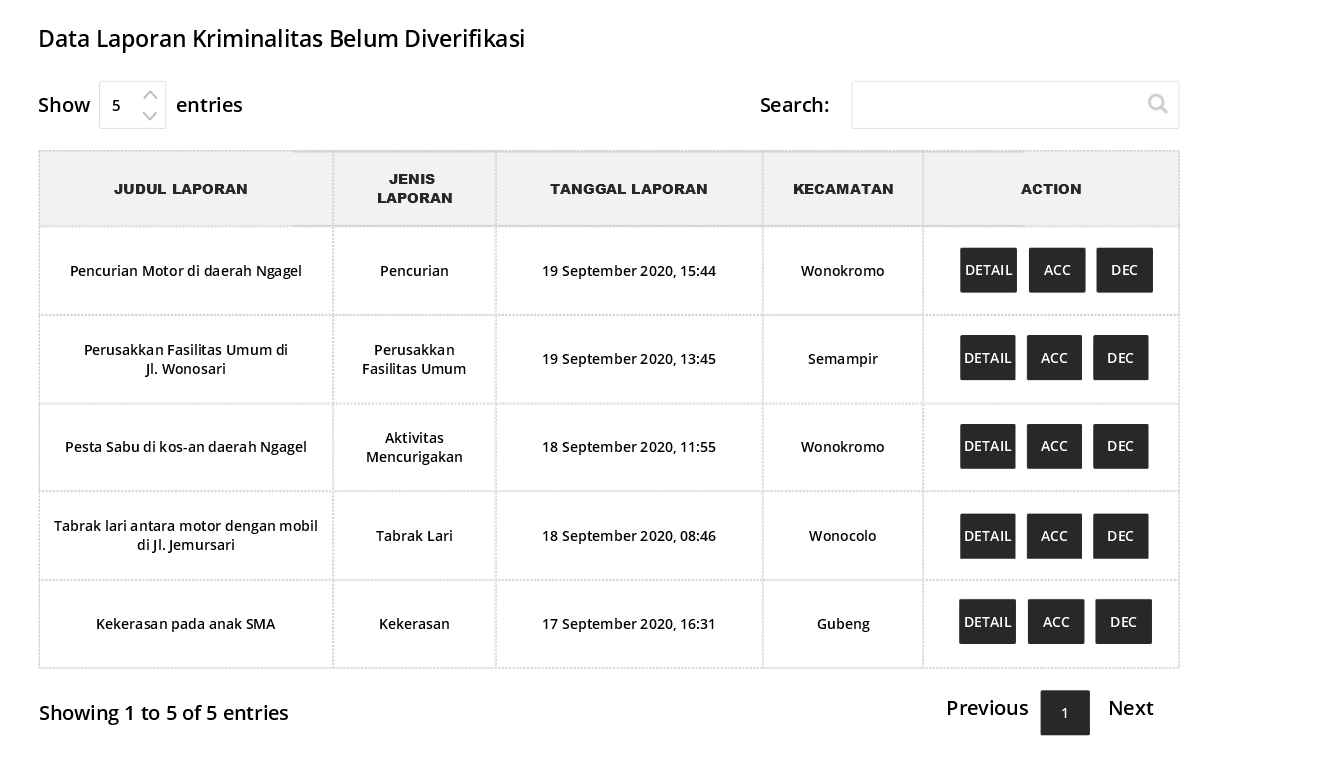 Data Laporan Kriminalitas Belum Diverifikasi
Show 5 entries Search:
JUDUL LAPORAN JENIS LAPORAN TANGGAL LAPORAN KECAMATAN ACTION
Pencurian Motor di daerah Ngagel Pencurian 19 September 2020, 15:44 Wonokromo DETAIL ACC DEC
Perusakkan Fasilitas Umum di
Jl. Wonosari
Perusakkan
Fasilitas Umum
19 September 2020, 13:45 Semampir DETAIL ACC DEC
Pesta Sabu di kos-an daerah Ngagel
Aktivitas
Mencurigakan
18 September 2020, 11:55 Wonokromo DETAIL ACC DEC
Tabrak lari antara motor dengan mobil
di Jl. Jemursari
Tabrak Lari 18 September 2020, 08:46 Wonocolo DETAIL ACC DEC
Kekerasan pada anak SMA Kekerasan 17 September 2020, 16:31 Gubeng DETAIL ACC DEC
Showing 1 to 5 of 5 entries Previous 1 Next